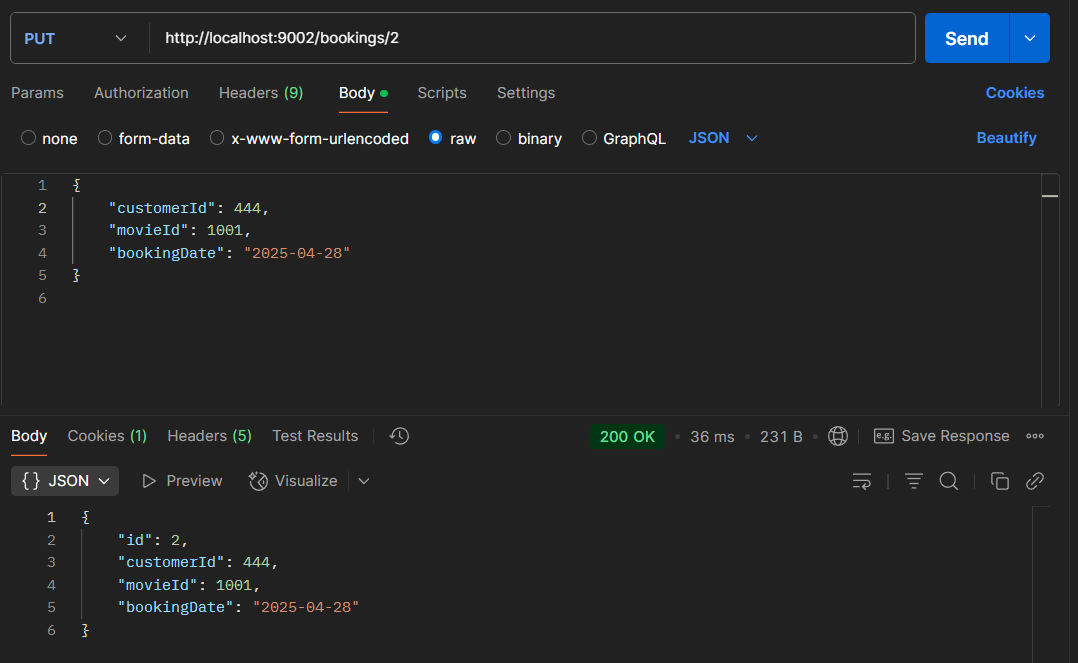 PUT http://localhost:9002/bookings/2 Send
Params Authorization Headers (9) Body Scripts Settings Cookies
none form-data x-www-form-urlencoded raw binary GraphQL JSON Beautify
1 {
2 "customerId": 444,
3 "movieId": 1001,
4 "bookingDate": "2025-04-28"
5 }
6
Body Cookies (1) Headers (5) Test Results 200 OK 36 ms 231 B e.g. Save Response
{} JSON Preview Visualize
1 {
2 "id": 2,
3 "customerId": 444,
4 "movieId": 1001,
5 "bookingDate": "2025-04-28"
6 }